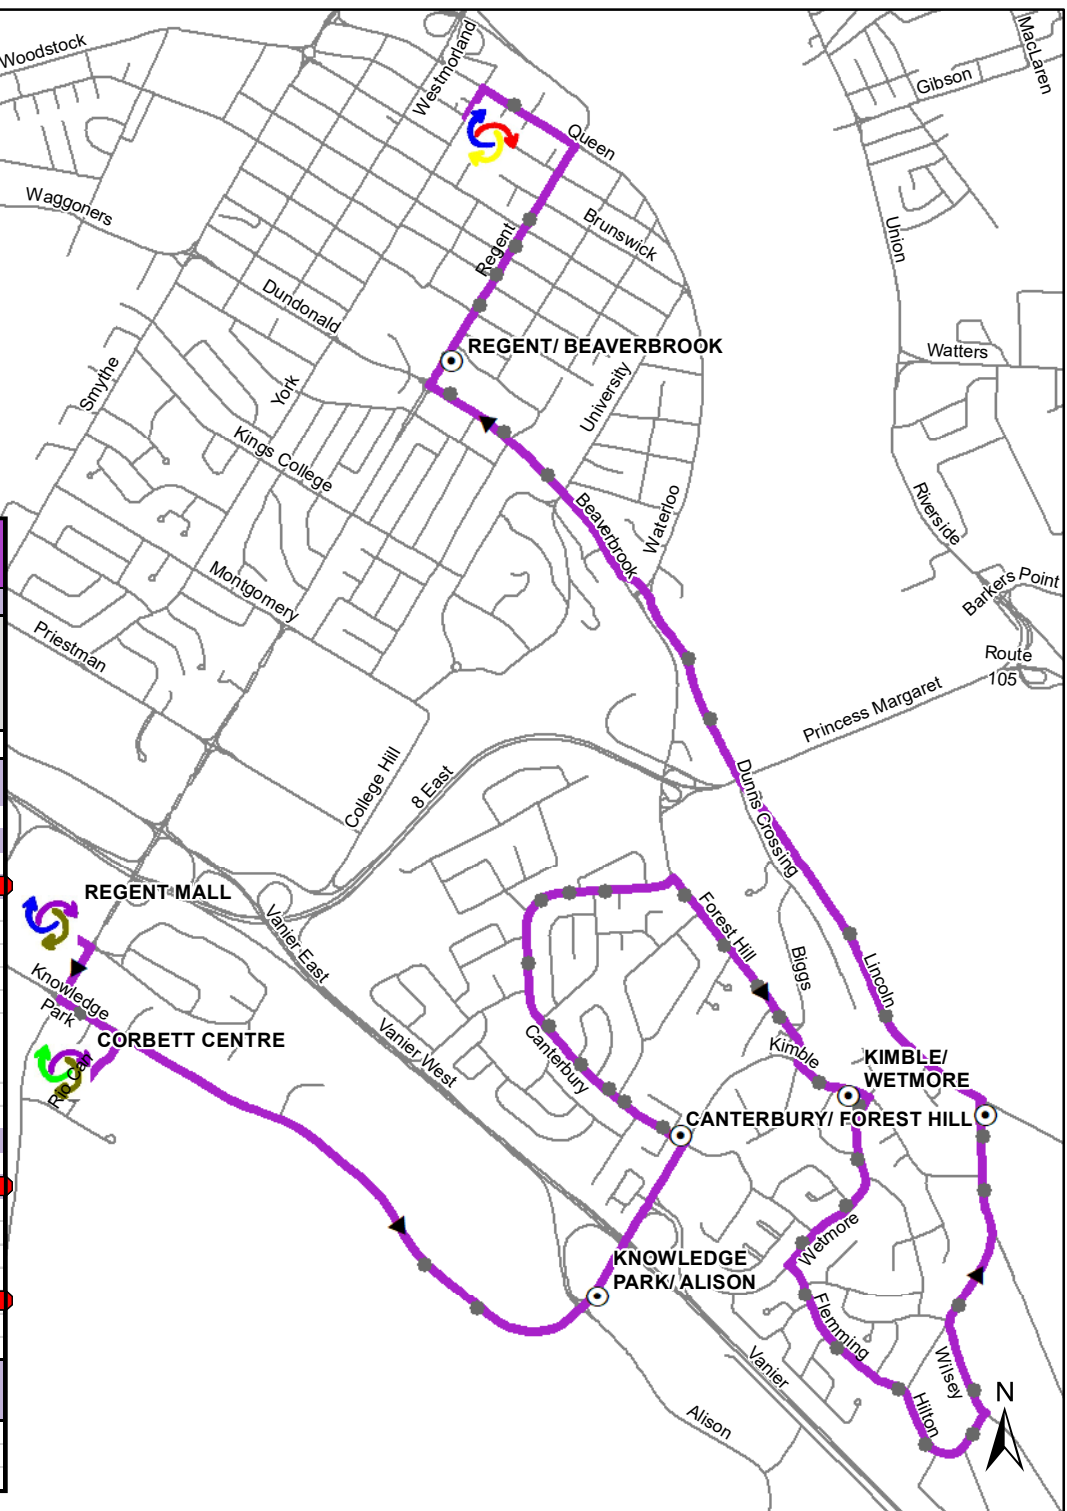 Woodstock
Westmorland
MacLaren
Gibson
Queen
Waggoners
Brunswick
Union
Regent
Dundonald
REGENT/ BEAVERBROOK
Watters
Smythe
York
University
Kings College
Riverside
Beaverbrook
Waterloo
Montgomery
Barkers Point
Priestman
Route
105
Princess Margaret
College Hill
8 East
Dunns Crossing
REGENT MALL
Forest Hill
Vanier East
Biggs
Lincoln
Knowledge
Park
CORBETT CENTRE
Vanier West
Canterbury
Kimble
KIMBLE/
WETMORE
Rio Can
CANTERBURY/ FOREST HILL
Wetmore
KNOWLEDGE
PARK/ ALISON
Flemming
Vanier
Wilsey
Hilton
N
Alison